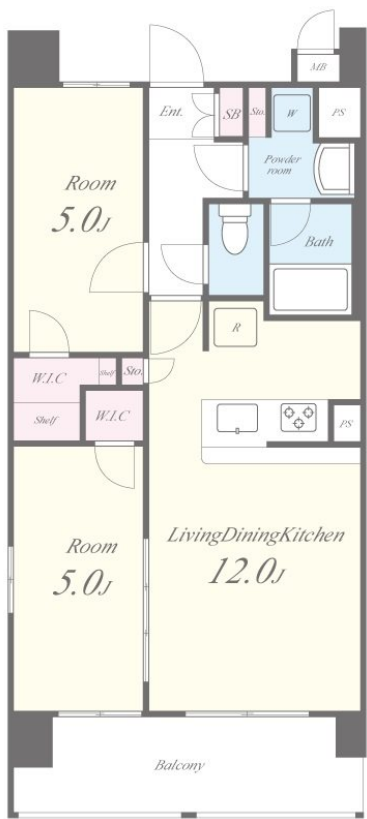 MB
Ent.
SB
Sto.
W
PS
Powder
room
Room
5.0J
Bath
R
W.I.C
Shelf
Sto.
Shelf
W.I.C
PS
Room
5.0J
LivingDiningKitchen
12.0J
Balcony